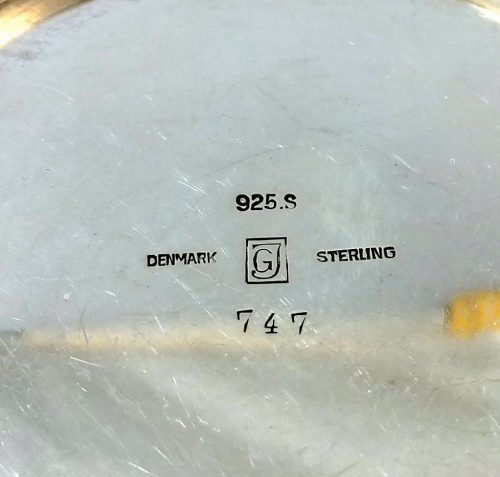 925.S
DENMARK GJ STERLING
747